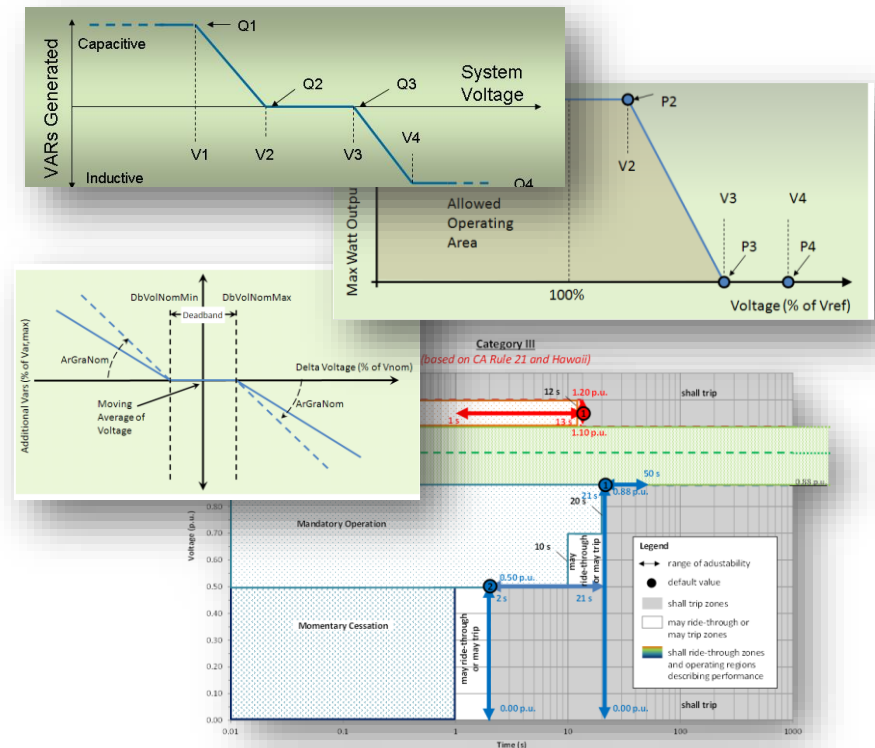 VARs Generated
Capacitive
Inductive
Q1
Q2
Q3
Q4
System
Voltage
V1
V2
V3
V4
Max Watt Outpu
Allowed
Operating
Area
P2
V2
V3
V4
P3
P4
100%
Voltage (% of Vref)
Additional Vars (% of Var,max)
DbVolNomMin
DbVolNomMax
Deadband
ArGraNom
Delta Voltage (% of Vnom)
ArGraNom
Moving
Average of
Voltage
Category III
(based on CA Rule 21 and Hawaii)
12 s
1.20 p.u.
shall trip
1 s
13 s
1
1.10 p.u.
50 s
1
21 s
0.88 p.u.
0.88 p.u.
20 s
Voltage (p.u.)
0.80
0.70
0.60
0.50
0.40
0.30
0.20
0.10
0.00
Mandatory Operation
10 s
may
ride-through
or may trip
0.50 p.u.
2
2 s
21 s
Momentary Cessation
may ride-through
or may trip
0.00 p.u.
0.00 p.u.
shall trip
Legend
range of adustability
default value
shall trip zones
may ride-through or
may trip zones
shall ride-through zones
and operating regions
describing performance
0.01
0.1
1
10
100
1000
Time (s)